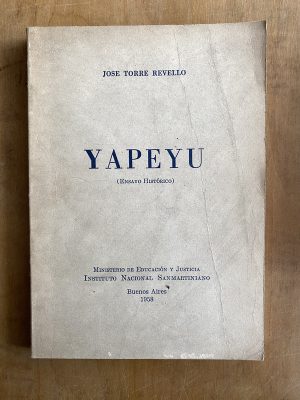 JOSE TORRE REVELLO
YAPEYU
(ENSAYO HISTÓRICO)
MINISTERIO DE EDUCACIÓN Y JUSTICIA
INSTITUTO NACIONAL SANMARTINIANO
Buenos Aires
1958